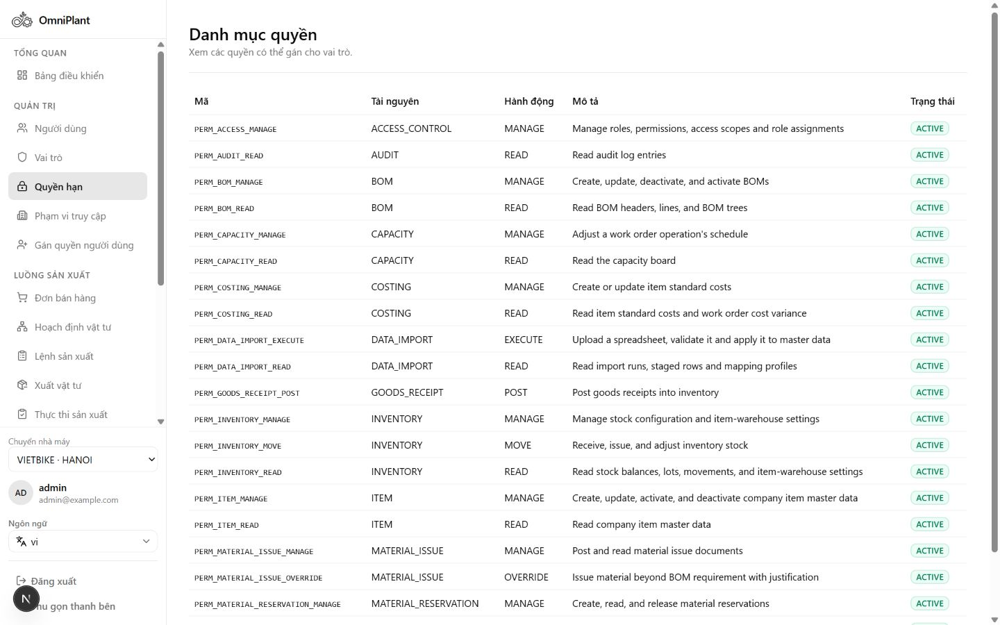 OmniPlant
TỔNG QUAN
Bảng điều khiển
QUẢN TRỊ
Người dùng
Vai trò
Quyền hạn
Phạm vi truy cập
Gán quyền người dùng
LUỒNG SẢN XUẤT
Đơn bán hàng
Hoạch định vật tư
Lệnh sản xuất
Xuất vật tư
Thực thi sản xuất
Chuyển nhà máy
VIETBIKE · HANOI
AD
admin
admin@example.com
Ngôn ngữ
vi
Đăng xuất
N
hu gọn thanh bên
Danh mục quyền
Xem các quyền có thể gán cho vai trò.
Mã Tài nguyên Hành động Mô tả Trạng thái
PERM_ACCESS_MANAGE ACCESS_CONTROL MANAGE Manage roles, permissions, access scopes and role assignments ACTIVE
PERM_AUDIT_READ AUDIT READ Read audit log entries ACTIVE
PERM_BOM_MANAGE BOM MANAGE Create, update, deactivate, and activate BOMs ACTIVE
PERM_BOM_READ BOM READ Read BOM headers, lines, and BOM trees ACTIVE
PERM_CAPACITY_MANAGE CAPACITY MANAGE Adjust a work order operation's schedule ACTIVE
PERM_CAPACITY_READ CAPACITY READ Read the capacity board ACTIVE
PERM_COSTING_MANAGE COSTING MANAGE Create or update item standard costs ACTIVE
PERM_COSTING_READ COSTING READ Read item standard costs and work order cost variance ACTIVE
PERM_DATA_IMPORT_EXECUTE DATA_IMPORT EXECUTE Upload a spreadsheet, validate it and apply it to master data ACTIVE
PERM_DATA_IMPORT_READ DATA_IMPORT READ Read import runs, staged rows and mapping profiles ACTIVE
PERM_GOODS_RECEIPT_POST GOODS_RECEIPT POST Post goods receipts into inventory ACTIVE
PERM_INVENTORY_MANAGE INVENTORY MANAGE Manage stock configuration and item-warehouse settings ACTIVE
PERM_INVENTORY_MOVE INVENTORY MOVE Receive, issue, and adjust inventory stock ACTIVE
PERM_INVENTORY_READ INVENTORY READ Read stock balances, lots, movements, and item-warehouse settings ACTIVE
PERM_ITEM_MANAGE ITEM MANAGE Create, update, activate, and deactivate company item master data ACTIVE
PERM_ITEM_READ ITEM READ Read company item master data ACTIVE
PERM_MATERIAL_ISSUE_MANAGE MATERIAL_ISSUE MANAGE Post and read material issue documents ACTIVE
PERM_MATERIAL_ISSUE_OVERRIDE MATERIAL_ISSUE OVERRIDE Issue material beyond BOM requirement with justification ACTIVE
PERM_MATERIAL_RESERVATION_MANAGE MATERIAL_RESERVATION MANAGE Create, read, and release material reservations ACTIVE